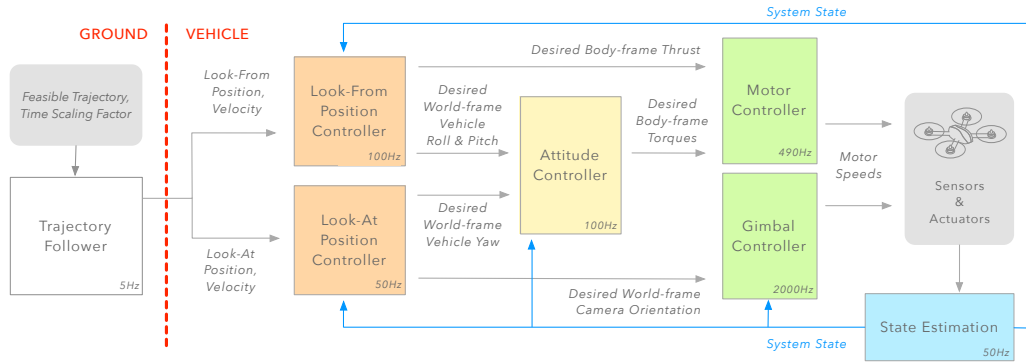 System State
GROUND
VEHICLE
Feasible Trajectory,
Time Scaling Factor
Trajectory
Follower
5Hz
Look-From
Position,
Velocity
Look-At
Position,
Velocity
Look-From
Position
Controller
100Hz
Look-At
Position
Controller
50Hz
Desired Body-frame Thrust
Desired
World-frame
Vehicle
Roll & Pitch
Desired
World-frame
Vehicle Yaw
Attitude
Controller
100Hz
Desired
Body-frame
Torques
Desired World-frame
Camera Orientation
Motor
Controller
490Hz
Gimbal
Controller
2000Hz
Motor
Speeds
Sensors
&
Actuators
State Estimation
50Hz
System State